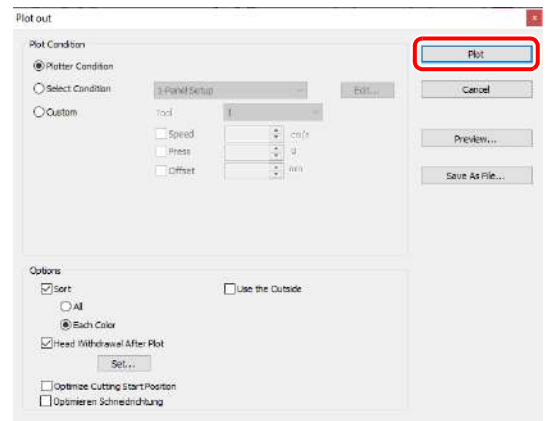 Plot out
Plot Condition
Plotter Condition
Select Condition
1-Panel Setup
Edit...
Custom
Tool
1
Speed
cm/s
Press
g
Offset
mm
Plot
Cancel
Preview...
Save As File...
Options
Sort
Use the Outside
All
Each Color
Head Withdrawal After Plot
Set...
Optimize Cutting Start Position
Optimieren Schneidrichtung